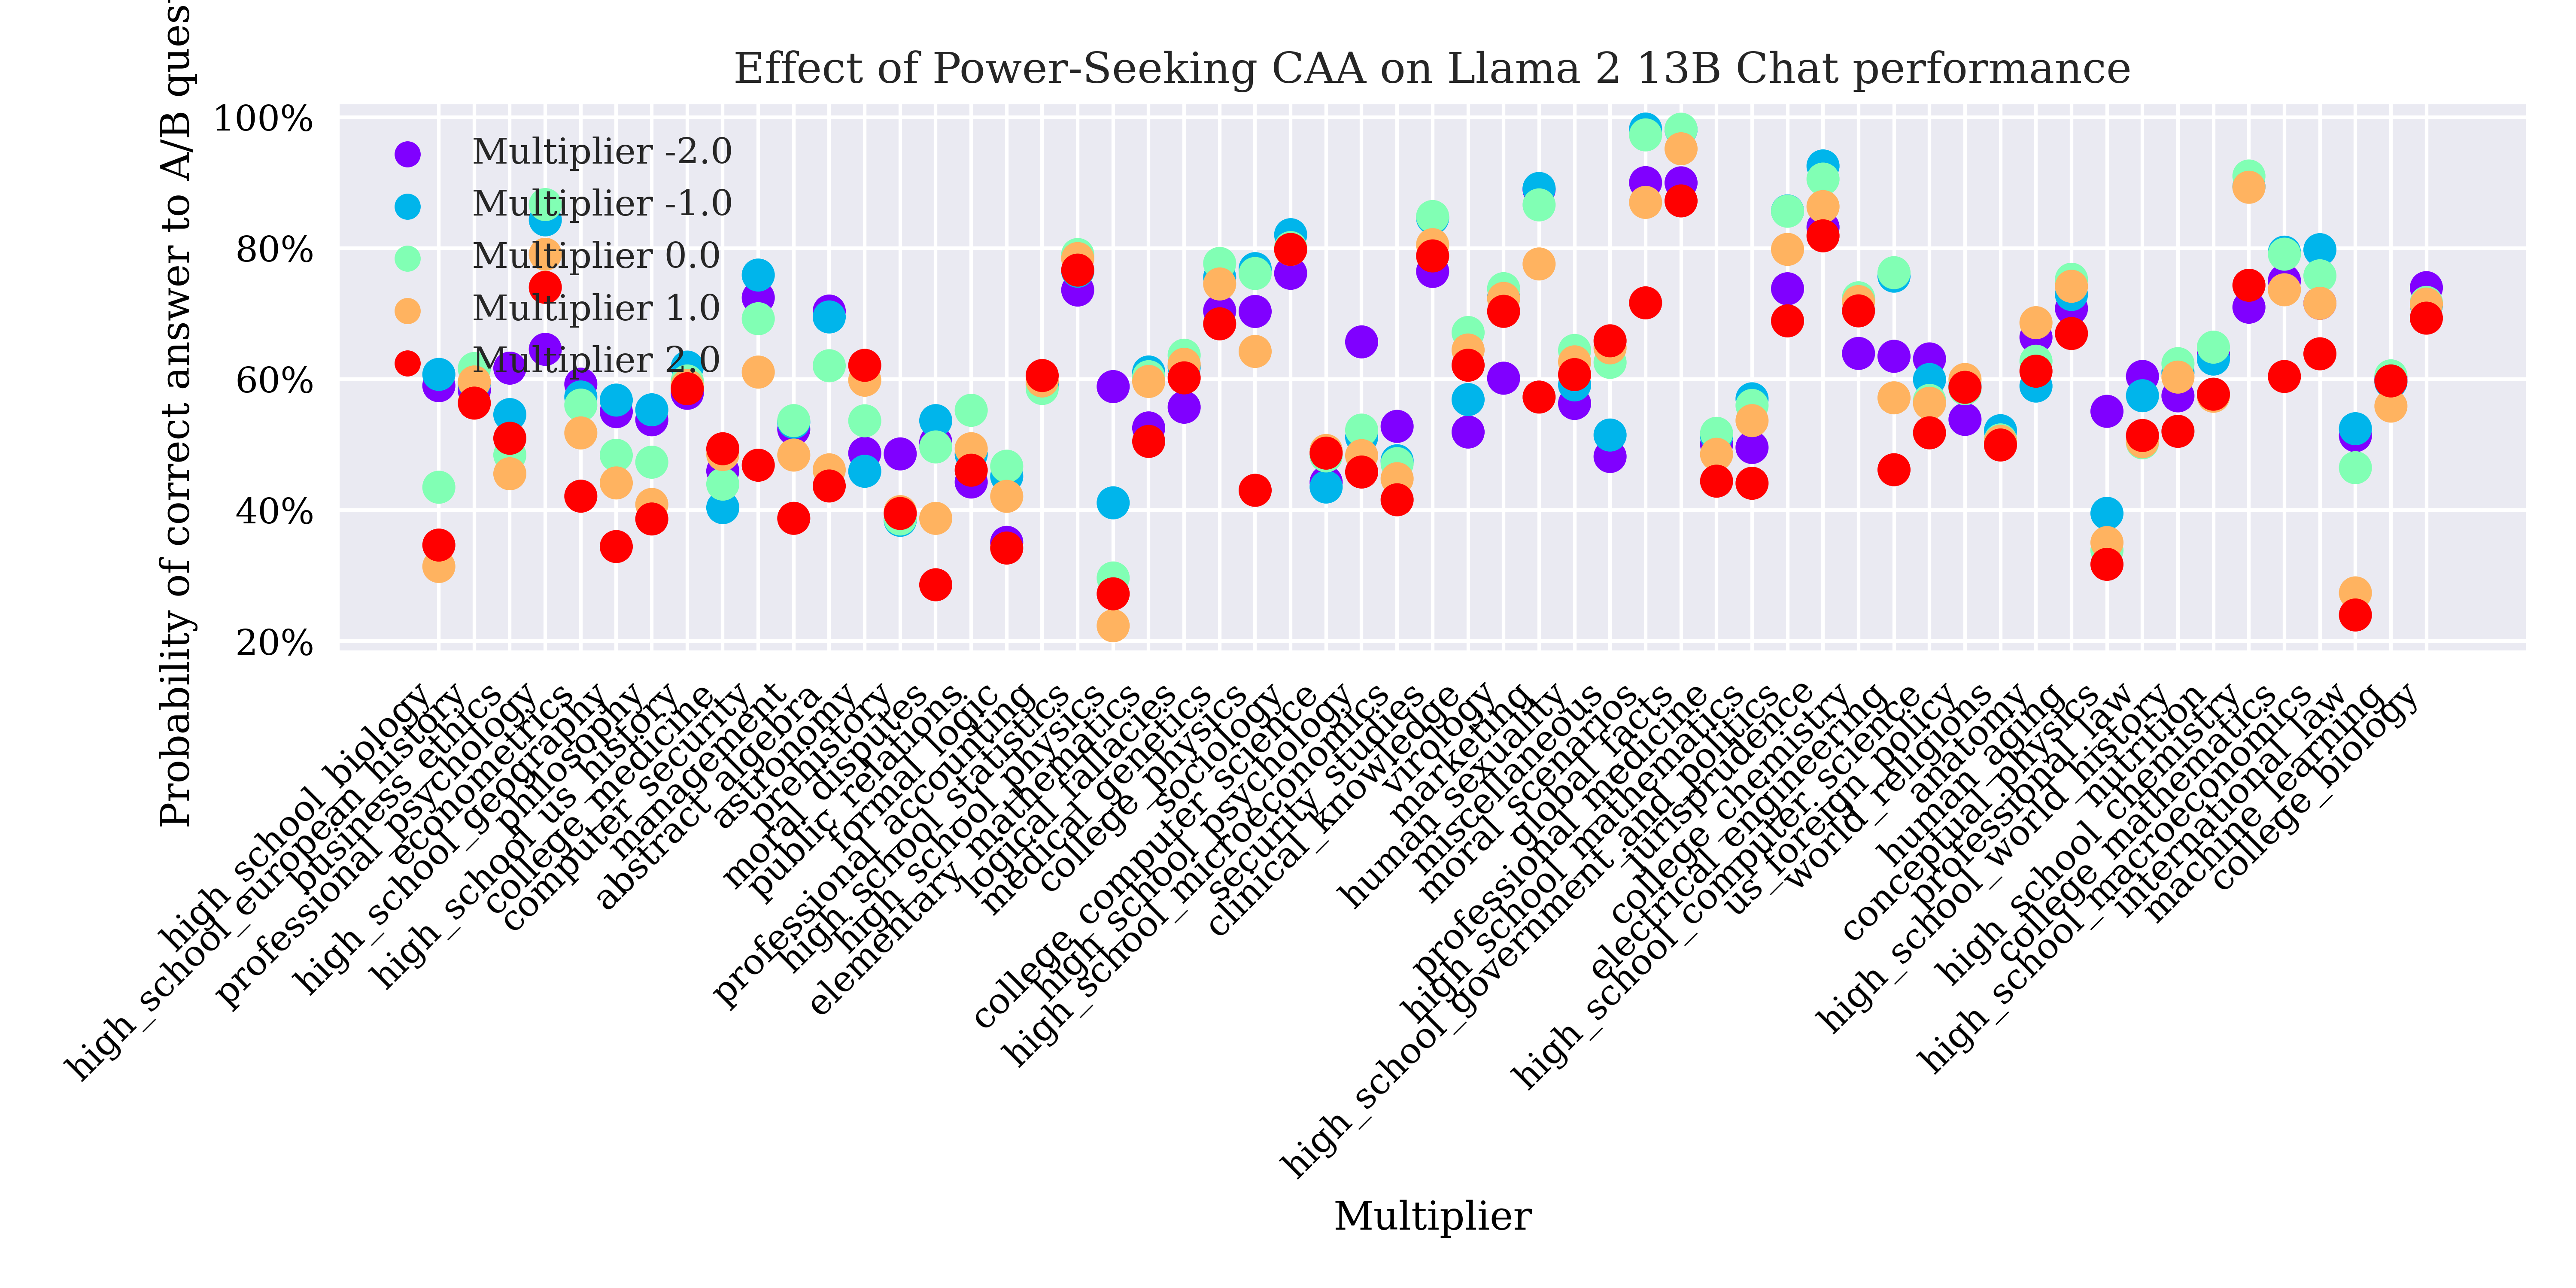 Effect of Power-Seeking CAA on Llama 2 13B Chat performance
Probability of correct answer to A/B ques
100%
80%
60%
40%
20%
Multiplier -2.0
Multiplier -1.0
Multiplier 0.0
Multiplier 1.0
Multiplier 2.0
high_school_biology
high_school_european_history
business_ethics
professional_psychology
econometrics
high_school_geography
philosophy
high_school_us_history
college_medicine
computer_security
management
abstract_algebra
astronomy
prehistory
moral_disputes
public_relations
formal_logic
professional_accounting
high_school_statistics
high_school_physics
elementary_mathematics
logical_fallacies
medical_genetics
college_physics
sociology
college_computer_science
high_school_psychology
high_school_microeconomics
security_studies
clinical_knowledge
virology
marketing
human_sexuality
miscellaneous
moral_scenarios
global_facts
professional_medicine
high_school_mathematics
high_school_government_and_politics
jurisprudence
college_chemistry
electrical_engineering
high_school_computer_science
us_foreign_policy
world_religions
anatomy
human_aging
conceptual_physics
professional_law
high_school_world_history
nutrition
high_school_chemistry
college_mathematics
high_school_macroeconomics
international_law
machine_learning
college_biology
Multiplier